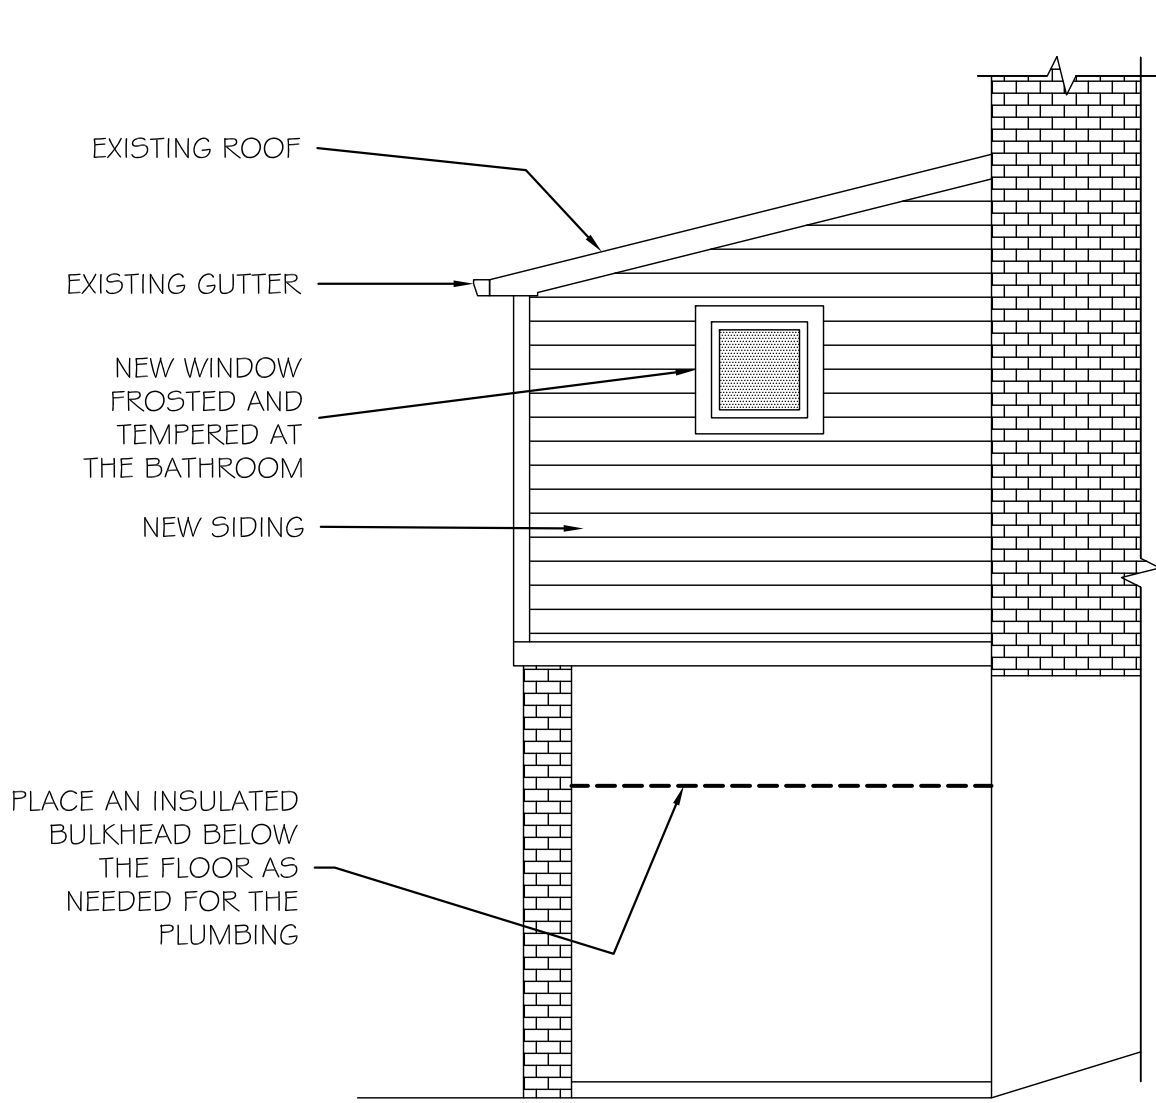 EXISTING ROOF
EXISTING GUTTER
NEW WINDOW
FROSTED AND
TEMPERED AT
THE BATHROOM
NEW SIDING
PLACE AN INSULATED
BULKHEAD BELOW
THE FLOOR AS
NEEDED FOR THE
PLUMBING